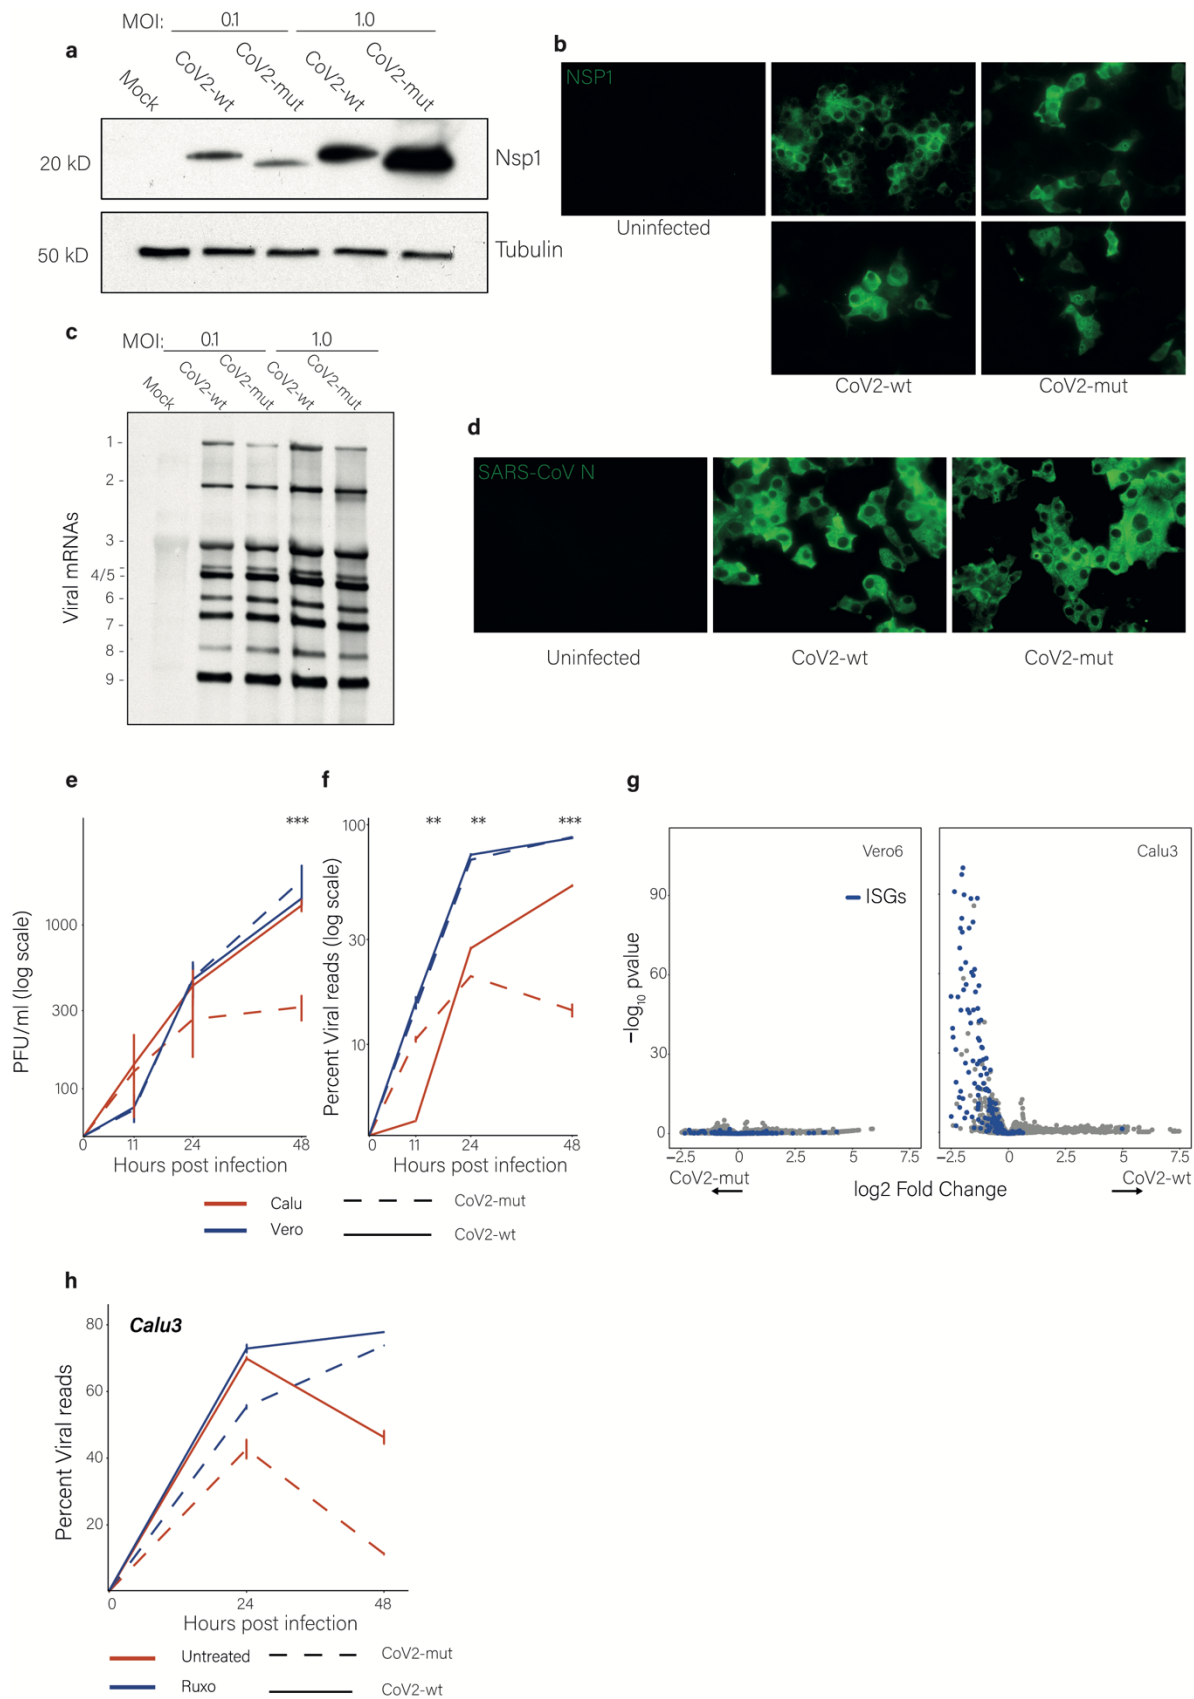 a
MOI: 0.1 1.0
Mock CoV2-wt CoV2-mut CoV2-wt CoV2-mut
20 kD Nsp1
50 kD Tubulin
b
NSP1
Uninfected
CoV2-wt CoV2-mut
c
MOI: 0.1 1.0
Mock CoV2-wt CoV2-mut CoV2-wt CoV2-mut
Viral mRNAs
1 -
2 -
3 -
4/5 -
6 -
7 -
8 -
9 -
d
SARS-CoV N
Uninfected CoV2-wt CoV2-mut
e
***
PFU/ml (log scale)
1000
300
100
0 11 24 48
Hours post infection
f
** ** ***
Percent Viral reads (log scale)
100
30
10
0 11 24 48
Hours post infection
Calu CoV2-mut
Vero CoV2-wt
g
Vero6 Calu3
ISGs
−log10 pvalue
90
60
30
0
−2.5 0 2.5 5 7.5 −2.5 0 2.5 5 7.5
CoV2-mut log2 Fold Change CoV2-wt
h
Calu3
Percent Viral reads
80
60
40
20
0 24 48
Hours post infection
Untreated CoV2-mut
Ruxo CoV2-wt